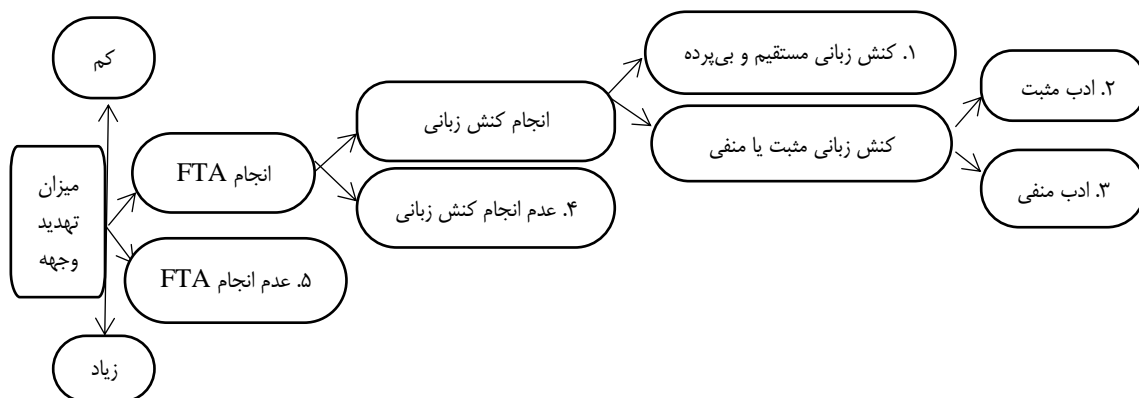 کم
میزان
تهدید
وجهه
زیاد
انجام FTA
۵. عدم انجام FTA
انجام کنش زبانی
۴. عدم انجام کنش زبانی
۱. کنش زبانی مستقیم و بی‌پرده
کنش زبانی مثبت یا منفی
۲. ادب مثبت
۳. ادب منفی